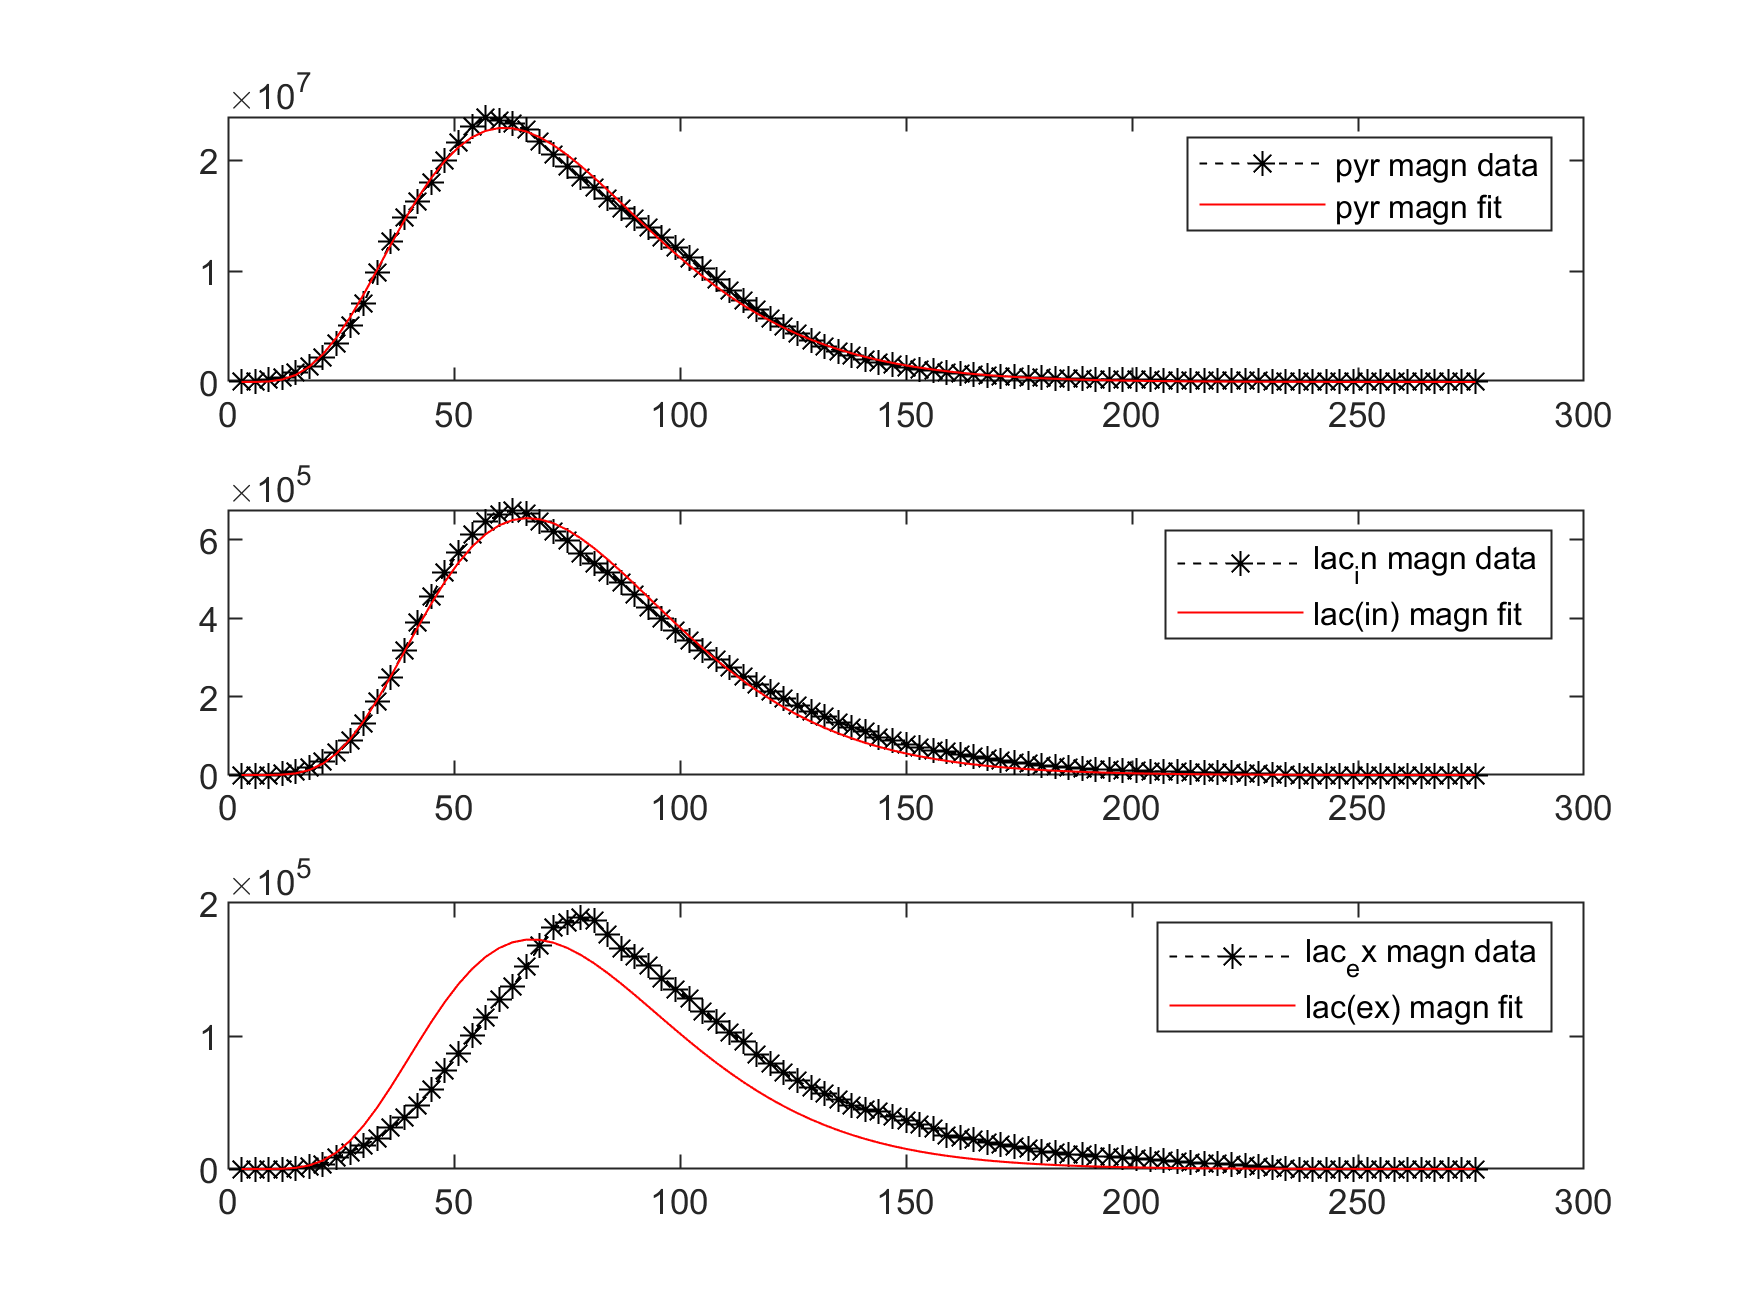 ×10^7
2
1
0
pyr magn data
pyr magn fit
0 50 100 150 200 250 300
×10^5
6
4
2
0
lac_in magn data
lac(in) magn fit
0 50 100 150 200 250 300
×10^5
2
1
0
lac_ex magn data
lac(ex) magn fit
0 50 100 150 200 250 300